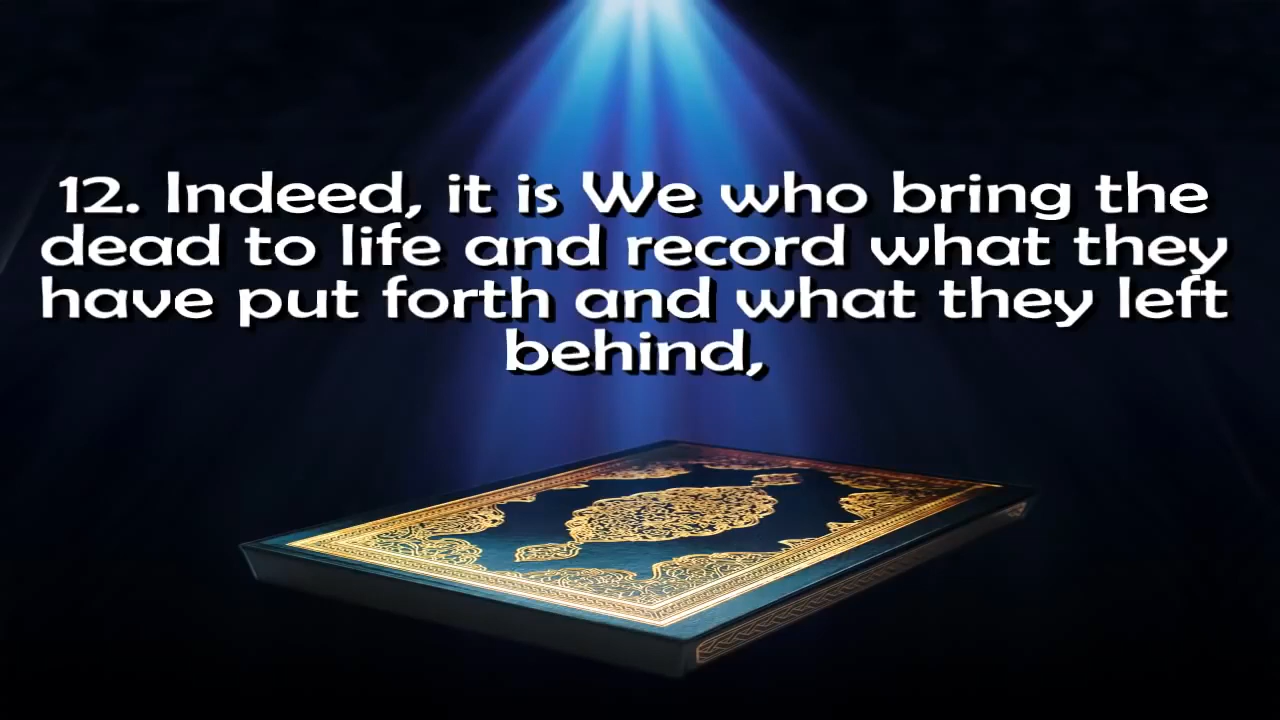 12. Indeed, it is We who bring the
dead to life and record what they
have put forth and what they left
behind,